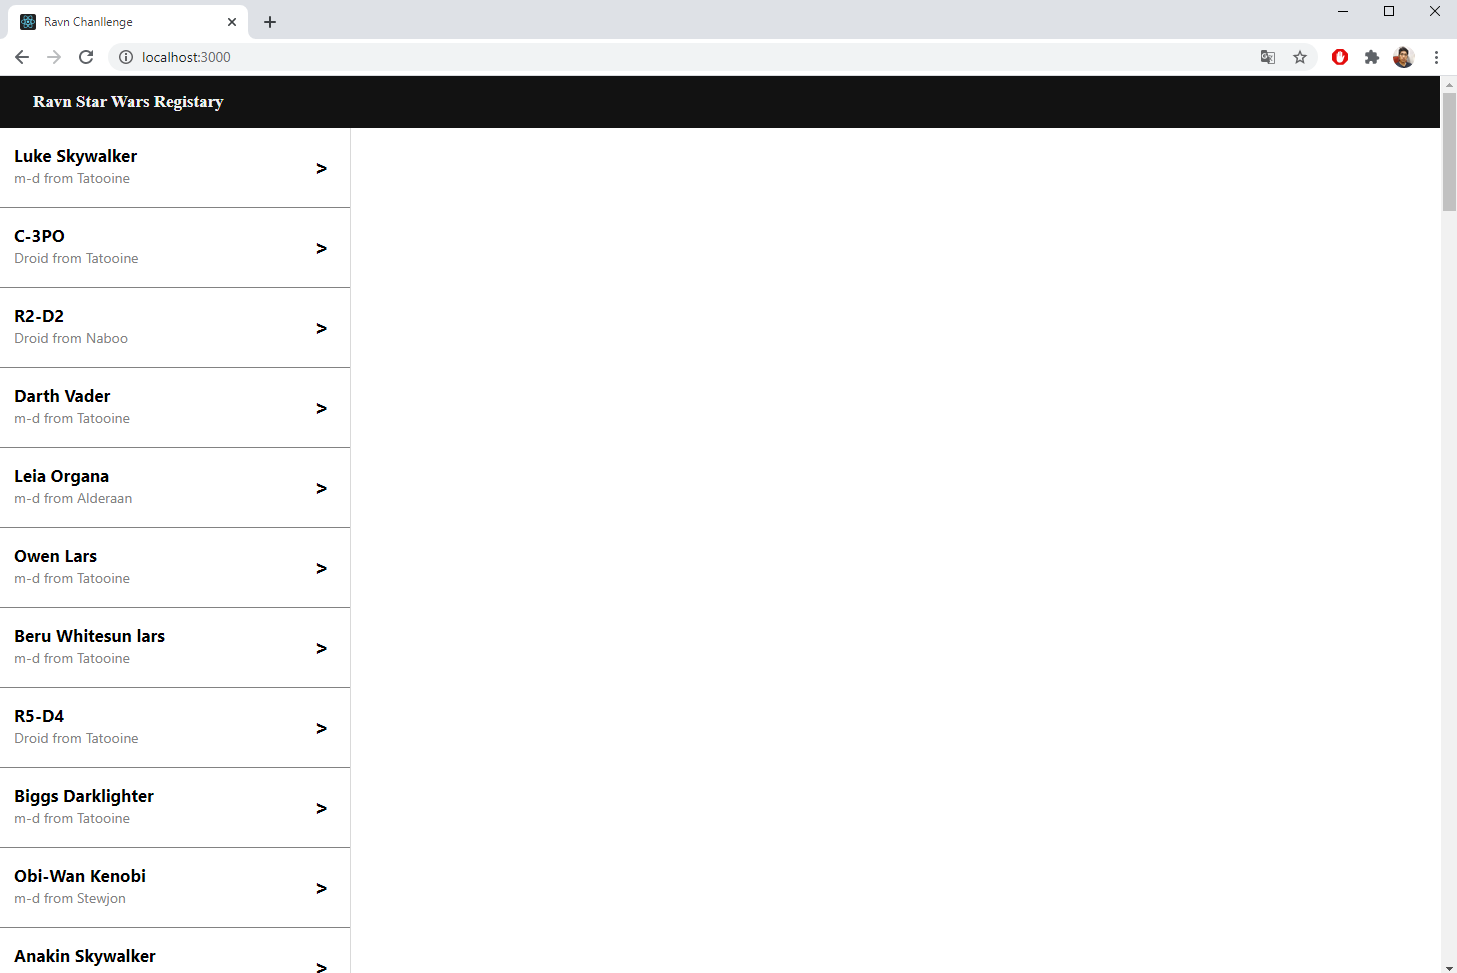 Ravn Chanllenge
localhost:3000
Ravn Star Wars Registary
Luke Skywalker
m-d from Tatooine
>
C-3PO
Droid from Tatooine
>
R2-D2
Droid from Naboo
>
Darth Vader
m-d from Tatooine
>
Leia Organa
m-d from Alderaan
>
Owen Lars
m-d from Tatooine
>
Beru Whitesun lars
m-d from Tatooine
>
R5-D4
Droid from Tatooine
>
Biggs Darklighter
m-d from Tatooine
>
Obi-Wan Kenobi
m-d from Stewjon
>
Anakin Skywalker
>